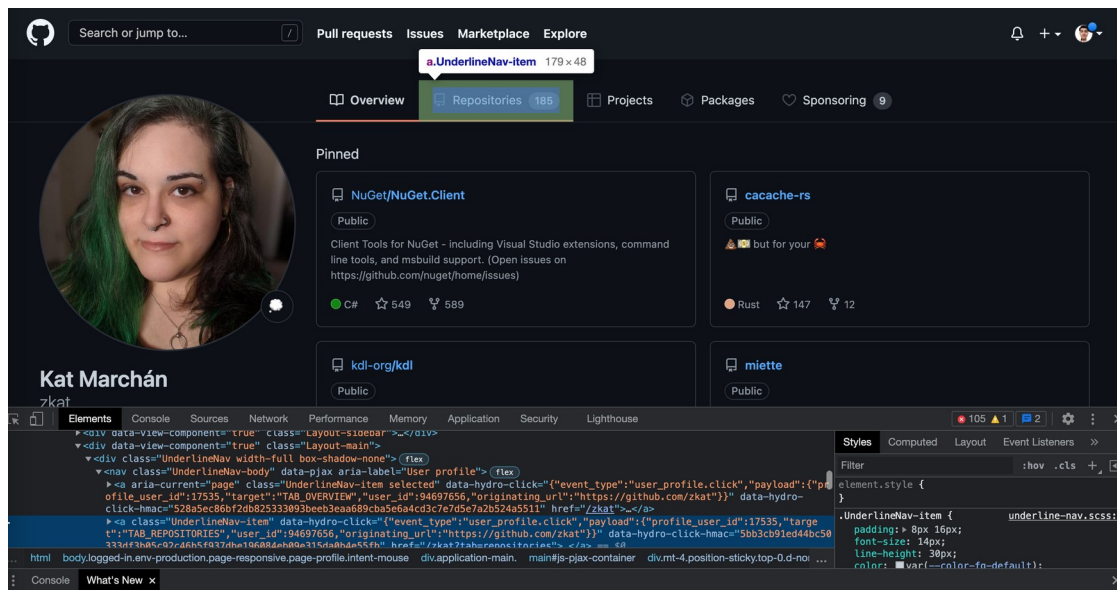 Search or jump to... /
Pull requests Issues Marketplace Explore
a.UnderlineNav-item 179 × 48
Overview Repositories 185 Projects Packages Sponsoring 9
Pinned
NuGet/NuGet.Client
Public
Client Tools for NuGet - including Visual Studio extensions, command
line tools, and msbuild support. (Open issues on
https://github.com/nuget/home/issues)
C# 549 589
cacache-rs
Public
💩💴 but for your 🦀
Rust 147 12
kdl-org/kdl
Public
miette
Public
Kat Marchán
zkat
Elements Console Sources Network Performance Memory Application Security Lighthouse
105 1 2
<div data-view-component="true" class="Layout-sidebar">…</div>
<div data-view-component="true" class="Layout-main">
<div class="UnderlineNav width-full box-shadow-none"> flex
<nav class="UnderlineNav-body" data-pjax aria-label="User profile"> flex
<a aria-current="page" class="UnderlineNav-item selected" data-hydro-click="{"event_type":"user_profile.click","payload":{"pr
ofile_user_id":17535,"target":"TAB_OVERVIEW","user_id":94697656,"originating_url":"https://github.com/zkat"}}" data-hydro-
click-hmac="528a5ec86bf2db825333093beeb3eaa689cba5e6a4cd3c7e7d5e7a2b524a5511" href="/zkat">…</a>
<a class="UnderlineNav-item" data-hydro-click="{"event_type":"user_profile.click","payload":{"profile_user_id":17535,"targe
t":"TAB_REPOSITORIES","user_id":94697656,"originating_url":"https://github.com/zkat"}}" data-hydro-click-hmac="5bb3cb91ed44bc50
333df3b05c92c46b5f937dbe196084eb09e315da0b4e55fb" href="/zkat?tab=repositories">…</a> == $0
html body.logged-in.env-production.page-responsive.page-profile.intent-mouse div.application-main. main#js-pjax-container div.mt-4.position-sticky.top-0.d-no ...
Styles Computed Layout Event Listeners »
Filter :hov .cls +
element.style {
}
.UnderlineNav-item { underline-nav.scss:
padding: 8px 16px;
font-size: 14px;
line-height: 30px;
color: var(--color-fg-default);
Console What's New ×